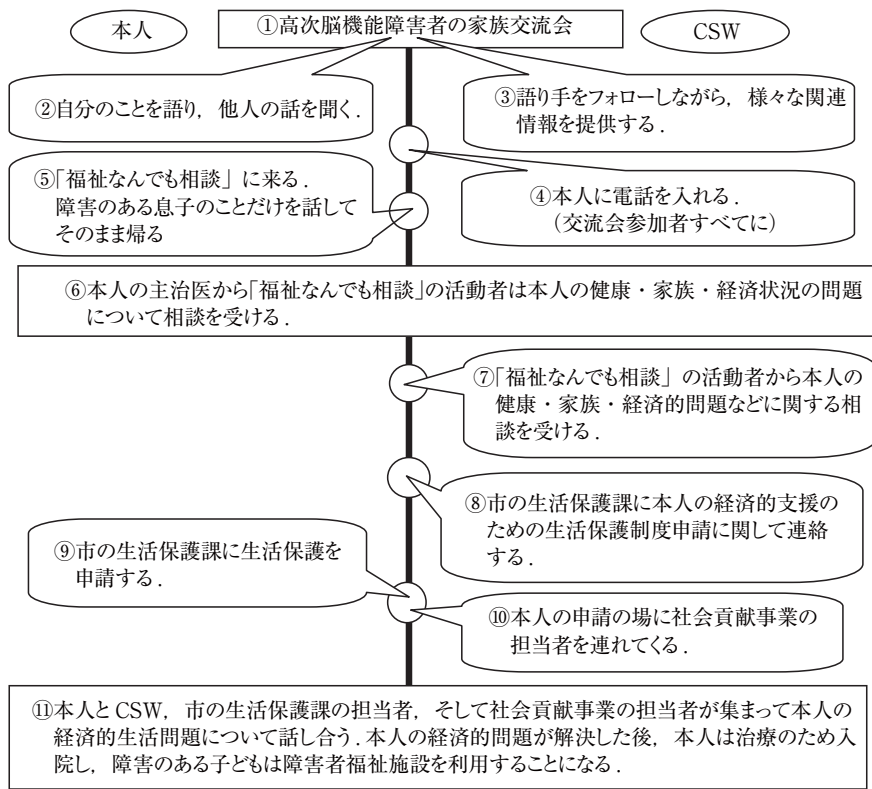 本人
①高次脳機能障害者の家族交流会
CSW
②自分のことを語り，他人の話を聞く．
③語り手をフォローしながら，様々な関連
情報を提供する．
④本人に電話を入れる．
（交流会参加者すべてに）
⑤「福祉なんでも相談」に来る．
障害のある息子のことだけを話して
そのまま帰る
⑥本人の主治医から「福祉なんでも相談」の活動者は本人の健康・家族・経済状況の問題
について相談を受ける．
⑦「福祉なんでも相談」の活動者から本人の
健康・家族・経済的問題などに関する相
談を受ける．
⑧市の生活保護課に本人の経済的支援の
ための生活保護制度申請に関して連絡
する．
⑨市の生活保護課に生活保護を
申請する．
⑩本人の申請の場に社会貢献事業の
担当者を連れてくる．
⑪本人とCSW，市の生活保護課の担当者，そして社会貢献事業の担当者が集まって本人の
経済的生活問題について話し合う．本人の経済的問題が解決した後，本人は治療のため入
院し，障害のある子どもは障害者福祉施設を利用することになる．